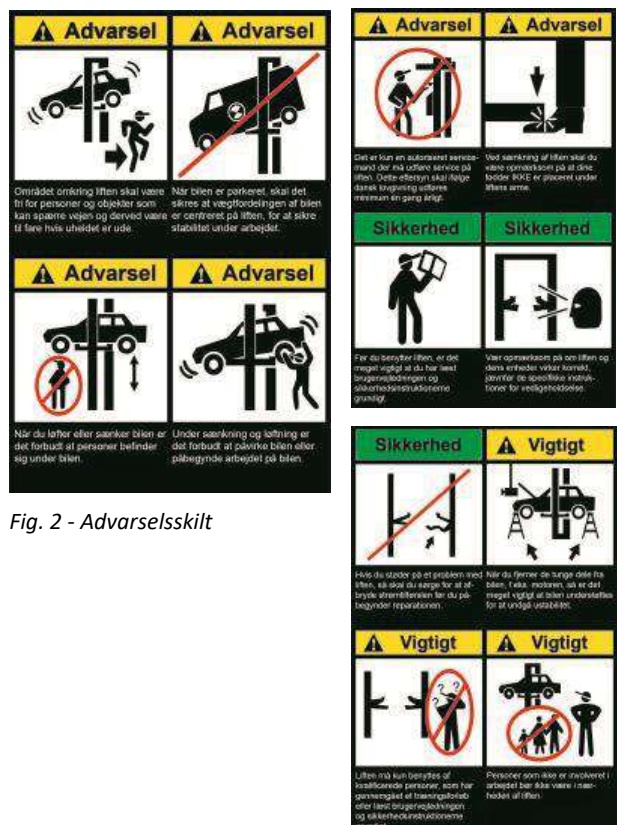 Advarsel
Advarsel
Området omkring liften skal være
fri for personer og objekter som
kan spærre vejen og derved være
til fare hvis uheldet er ude.
Når bilen er parkeret, skal det
sikres at vægtfordelingen af bilen
er centreret på liften, for at sikre
stabilitet under arbejdet.
Advarsel
Advarsel
Når du løfter eller sænker bilen er
det forbudt at personer befinder
sig under bilen.
Under sænkning og løftning er
det forbudt at påvirke bilen eller
påbegynde arbejdet på bilen.
Fig. 2 - Advarselsskilt
Advarsel
Advarsel
Det er kun en autoriseret service-
mand der må udføre service på
liften. Dette eftersyn skal ifølge
dansk lovgivning udføres
minimum en gang årligt.
Ved sænkning af liften skal du
være opmærksom på at dine
fødder IKKE er placeret under
liftens arme.
Sikkerhed
Sikkerhed
Før du benytter liften, er det
meget vigtigt at du har læst
brugervejledningen og
sikkerhedsinstruktionerne
grundigt.
Vær opmærksom på om liften og
dens enheder virker korrekt,
jævnfør de specifikke instruk-
tioner for vedligeholdelse.
Sikkerhed
Vigtigt
Hvis du støder på et problem med
liften, så skal du sørge for at af-
bryde strømtilførslen før du på-
begynder reparationen.
Når du fjerner de tunge dele fra
bilen, f.eks. motoren, så er det
meget vigtigt at bilen understøttes
for at undgå ustabilitet.
Vigtigt
Vigtigt
Liften må kun benyttes af
kvalificerede personer, som har
gennemgået et træningsforløb
eller læst brugervejledningen
og sikkerhedsinstruktionerne
Personer som ikke er involveret i
arbejdet bør ikke være i nær-
heden af liften.